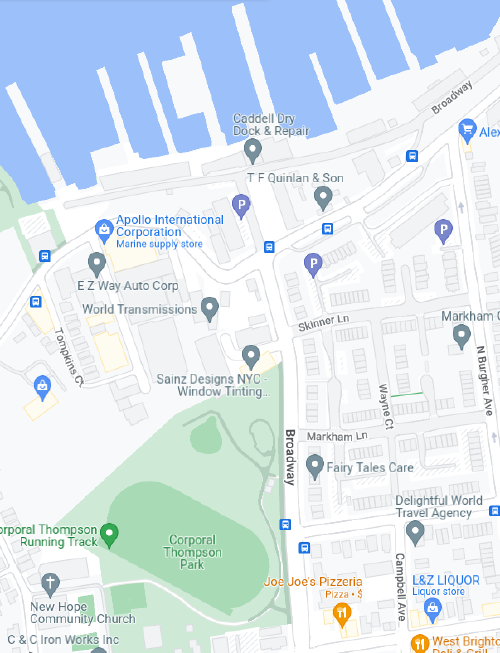 Broadway
Caddell Dry
Dock & Repair
Alex
T F Quinlan & Son
P
Apollo International
Corporation
Marine supply store
P
P
E Z Way Auto Corp
World Transmissions
Skinner Ln
Markham
Tompkins Ct
Sainz Designs NYC -
Window Tinting...
Wayne Ct
N Burgher Ave
Broadway
Markham Ln
Fairy Tales Care
Delightful World
Travel Agency
Corporal Thompson
Running Track
Corporal
Thompson
Park
Campbell Ave
Joe Joe's Pizzeria
Pizza • $
L&Z LIQUOR
Liquor store
New Hope
Community Church
C & C Iron Works Inc
West Brighto
Deli & Grill